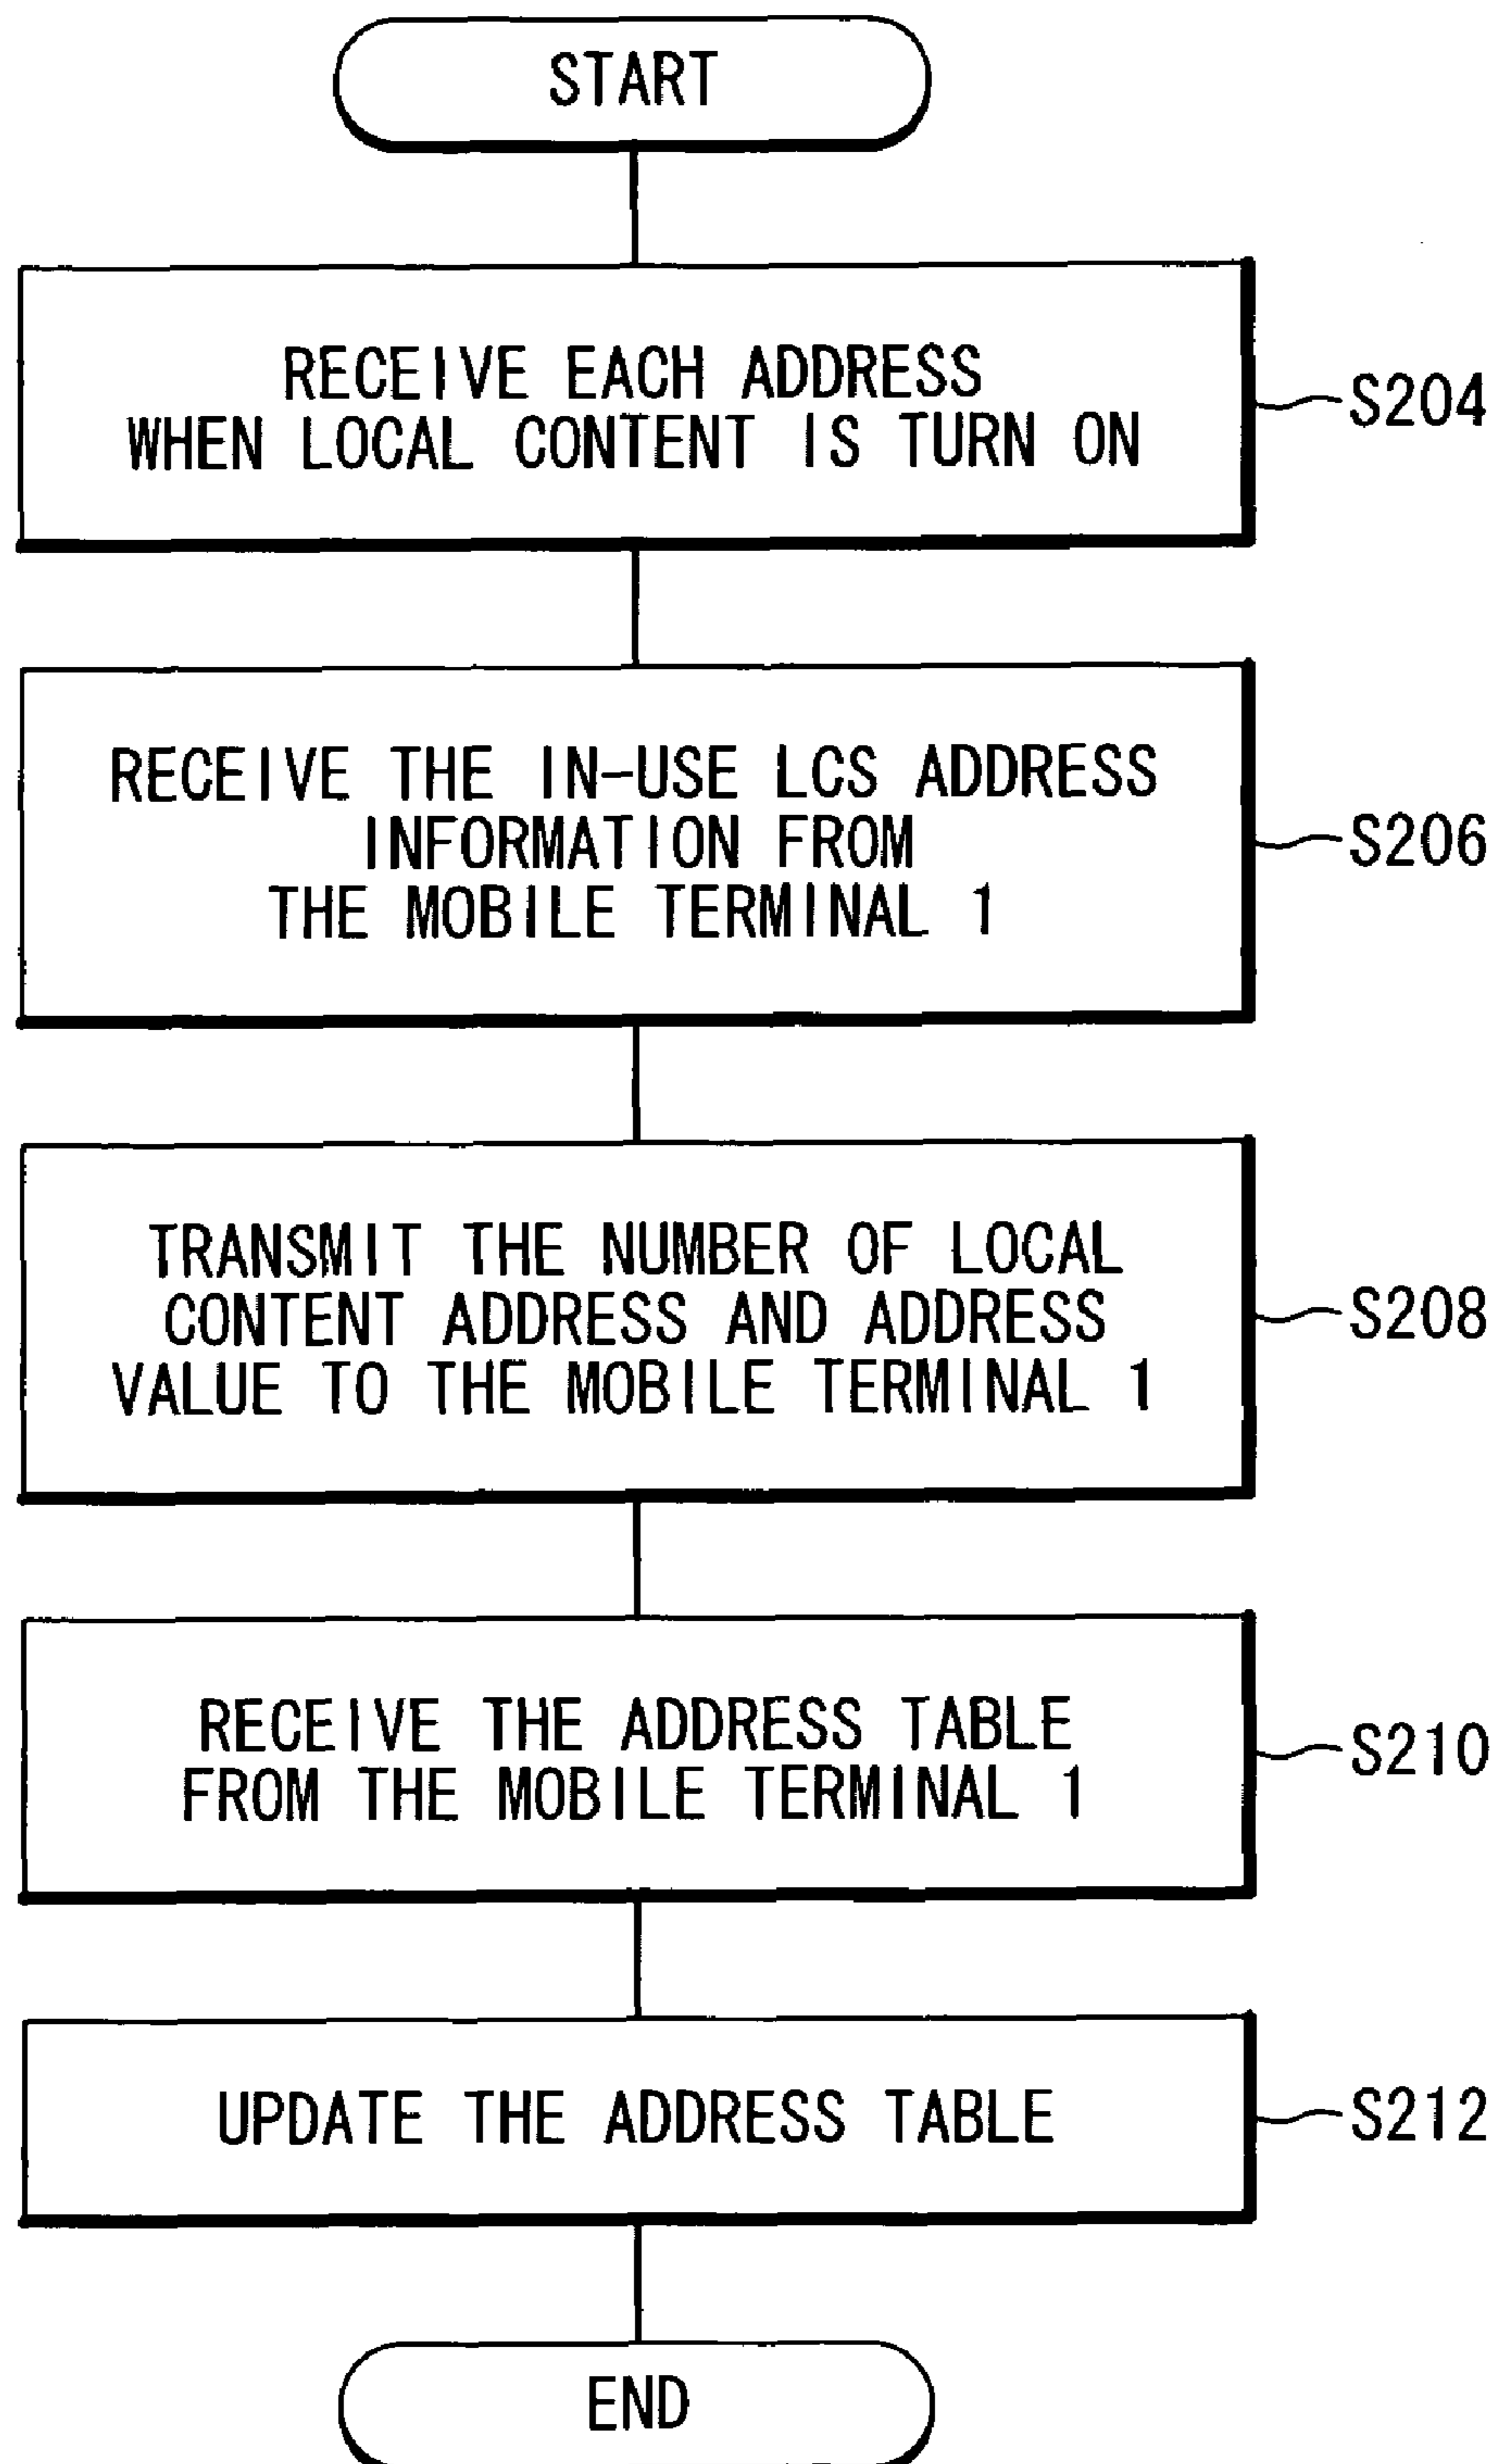 START
RECEIVE EACH ADDRESS
WHEN LOCAL CONTENT IS TURN ON
S204
RECEIVE THE IN-USE LCS ADDRESS
INFORMATION FROM
THE MOBILE TERMINAL 1
S206
TRANSMIT THE NUMBER OF LOCAL
CONTENT ADDRESS AND ADDRESS
VALUE TO THE MOBILE TERMINAL 1
S208
RECEIVE THE ADDRESS TABLE
FROM THE MOBILE TERMINAL 1
S210
UPDATE THE ADDRESS TABLE
S212
END